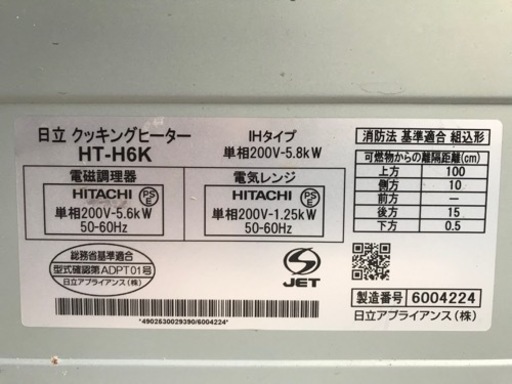 日立 クッキングヒーター
HT-H6K
IHタイプ
単相200V-5.8kW
電磁調理器
HITACHI
PSE
単相200V-5.6kW
50-60Hz
電気レンジ
HITACHI
PSE
単相200V-1.25kW
50-60Hz
総務省基準適合
型式確認第ADPT01号
日立アプライアンス(株)
S
JET
*4902530029390/6004224*
消防法 基準適合 組込形
可燃物からの離隔距離(cm)
上方 100
側方 10
前方 —
後方 15
下方 0.5
製造番号 6004224
日立アプライアンス(株)